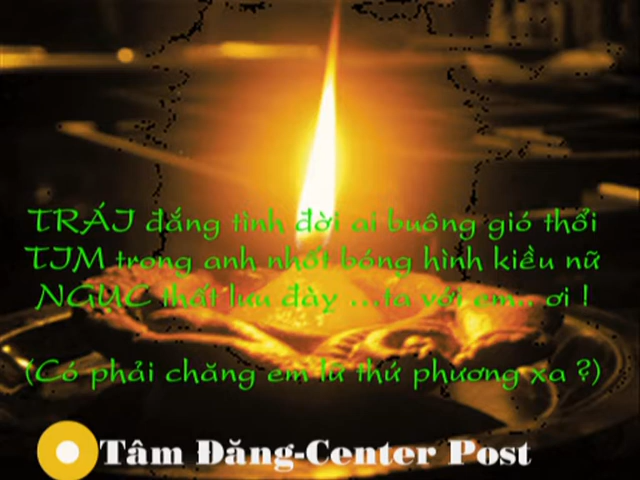 TRÁI đắng tình đời ai buông gió thổi
TIM trong anh nhốt bóng hình kiều nữ
NGỤC thất lưu đày ...ta với em.. ơi !
(Có phải chăng em lữ thứ phương xa ?)
Tâm Đăng-Center Post